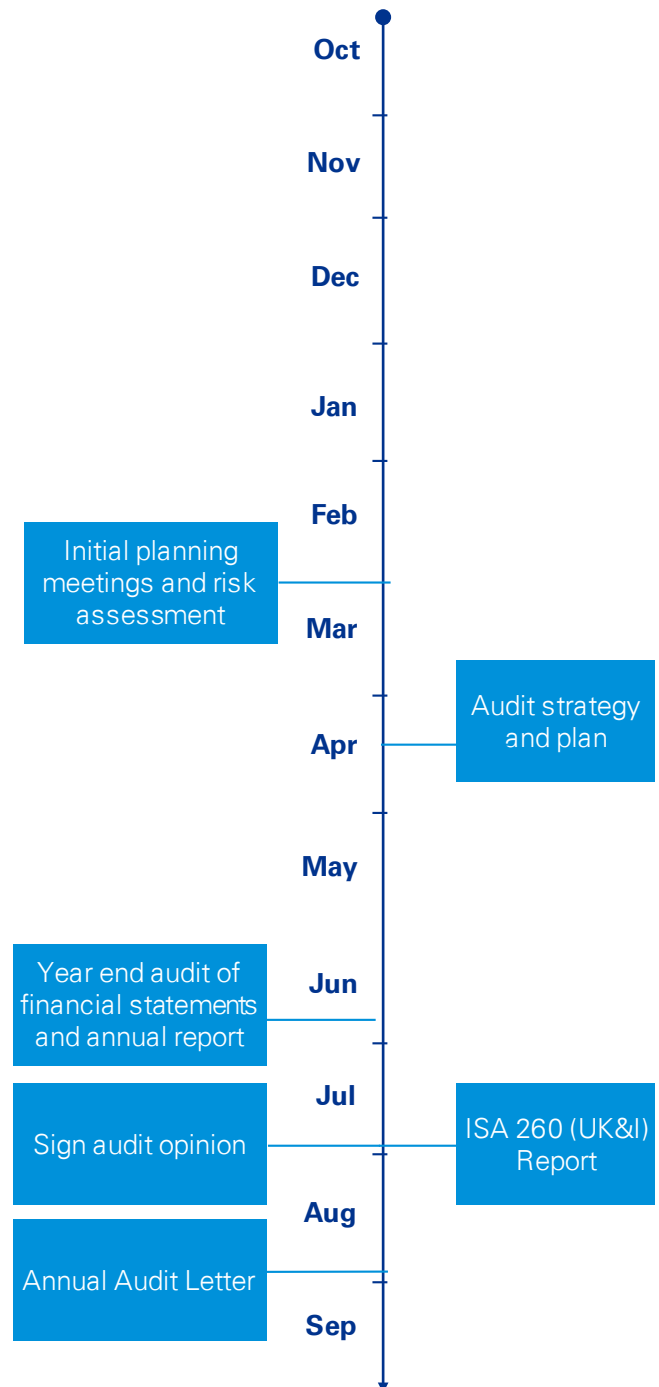 Oct
Nov
Dec
Jan
Feb
Initial planning
meetings and risk
assessment
Mar
Audit strategy
and plan
Apr
May
Year end audit of
financial statements
and annual report
Jun
Jul
Sign audit opinion
ISA 260 (UK&I)
Report
Aug
Annual Audit Letter
Sep